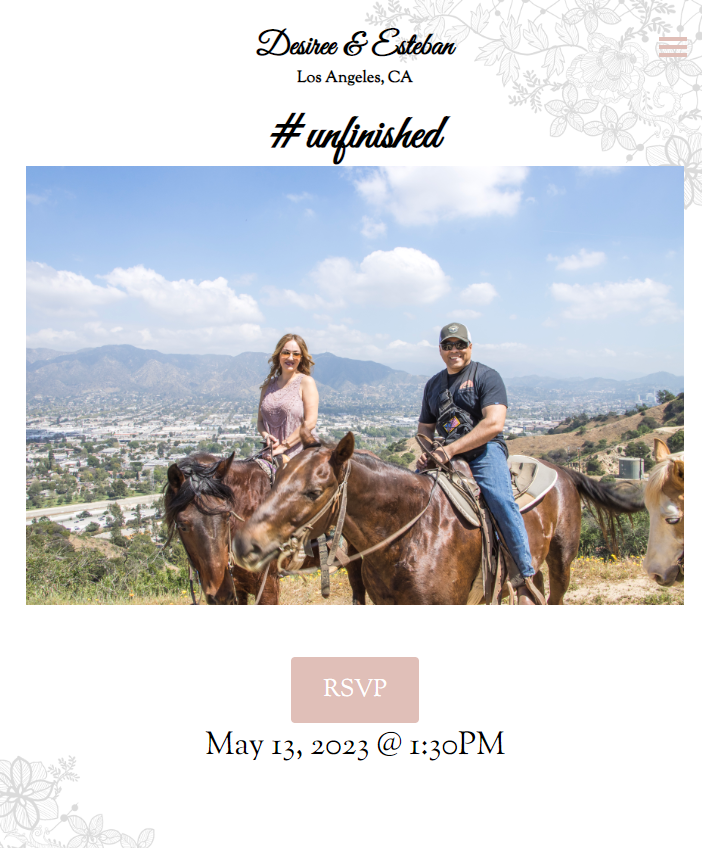 Desiree & Esteban
Los Angeles, CA
#unfinished
RSVP
May 13, 2023 @ 1:30PM